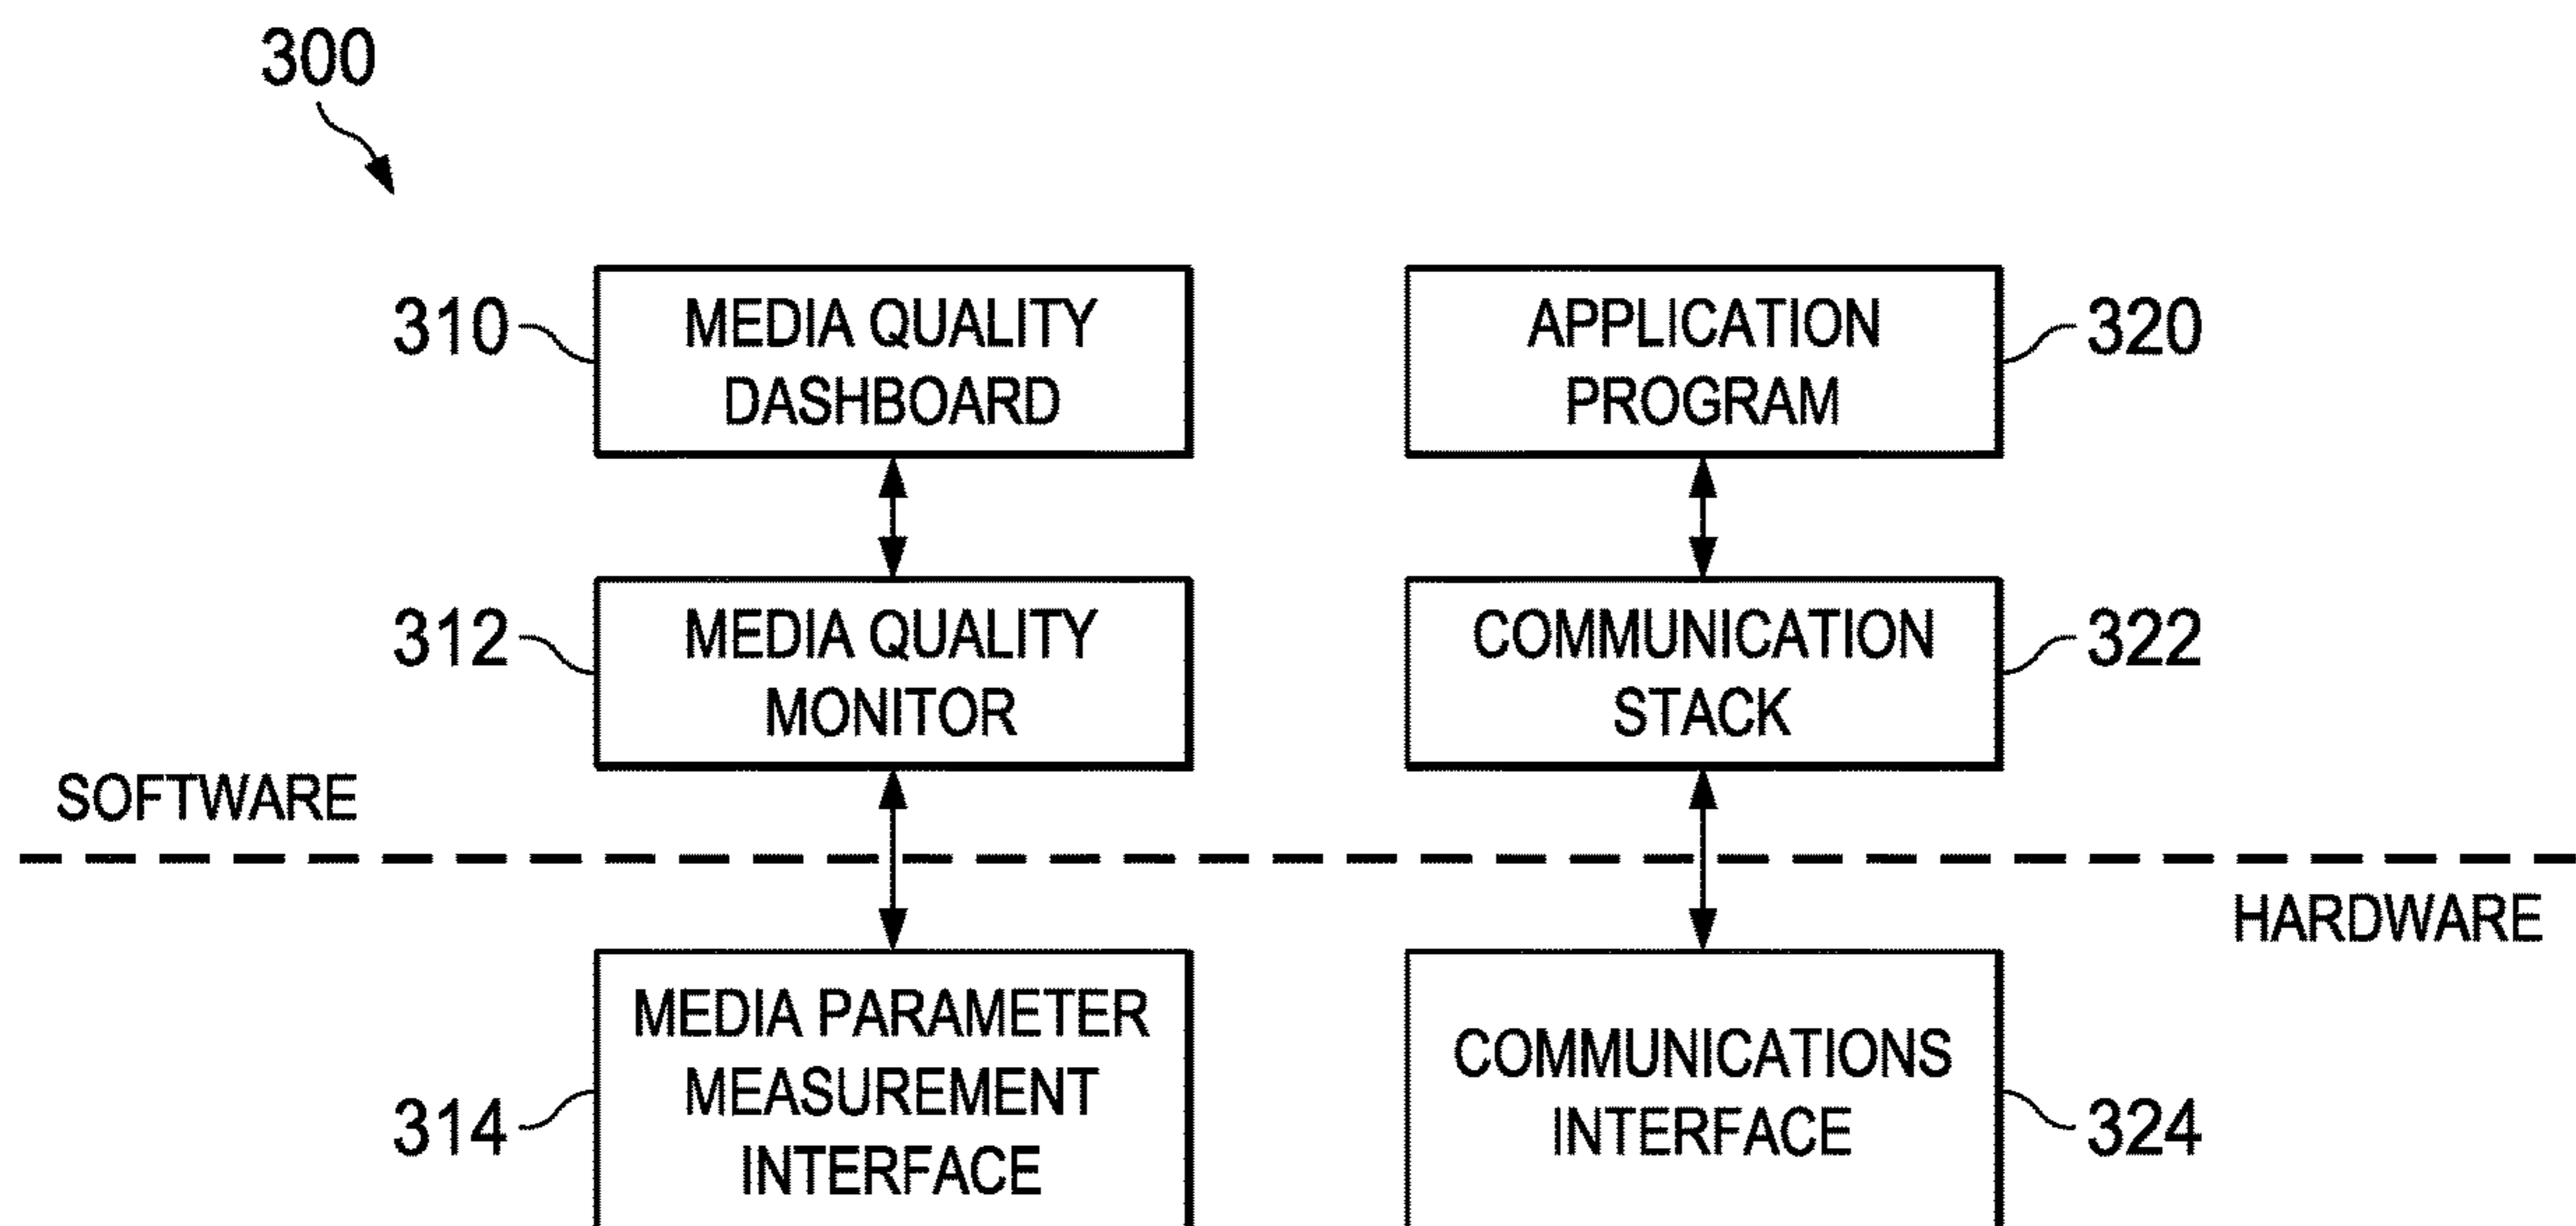 300
310
MEDIA QUALITY
DASHBOARD
APPLICATION
PROGRAM
320
312
MEDIA QUALITY
MONITOR
COMMUNICATION
STACK
322
SOFTWARE
HARDWARE
314
MEDIA PARAMETER
MEASUREMENT
INTERFACE
COMMUNICATIONS
INTERFACE
324